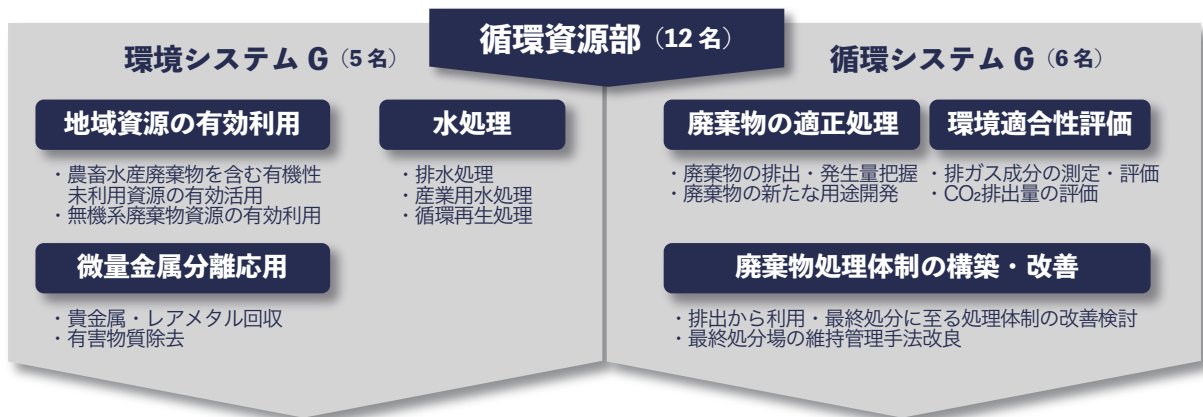 循環資源部（12名）
環境システムG（5名）
地域資源の有効利用
・農畜水産廃棄物を含む有機性
未利用資源の有効活用
・無機系廃棄物資源の有効利用
水処理
・排水処理
・産業用水処理
・循環再生処理
微量金属分離応用
・貴金属・レアメタル回収
・有害物質除去
循環システムG（6名）
廃棄物の適正処理
・廃棄物の排出・発生量把握
・廃棄物の新たな用途開発
環境適合性評価
・排ガス成分の測定・評価
・CO₂排出量の評価
廃棄物処理体制の構築・改善
・排出から利用・最終処分に至る処理体制の改善検討
・最終処分場の維持管理手法改良